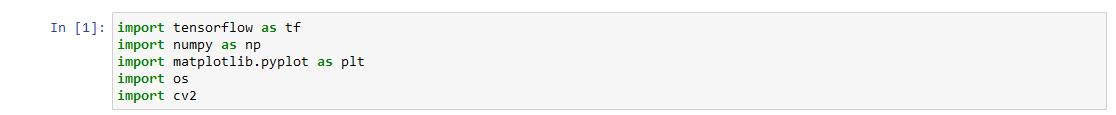 In [1]: import tensorflow as tf
import numpy as np
import matplotlib.pyplot as plt
import os
import cv2